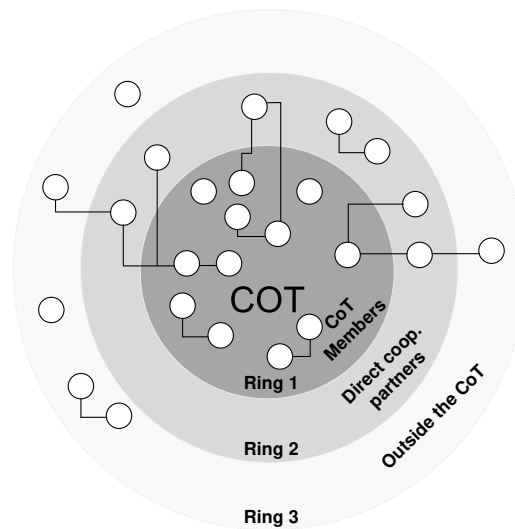 COT
CoT
Members
Direct coop.
partners
Outside the CoT
Ring 1
Ring 2
Ring 3